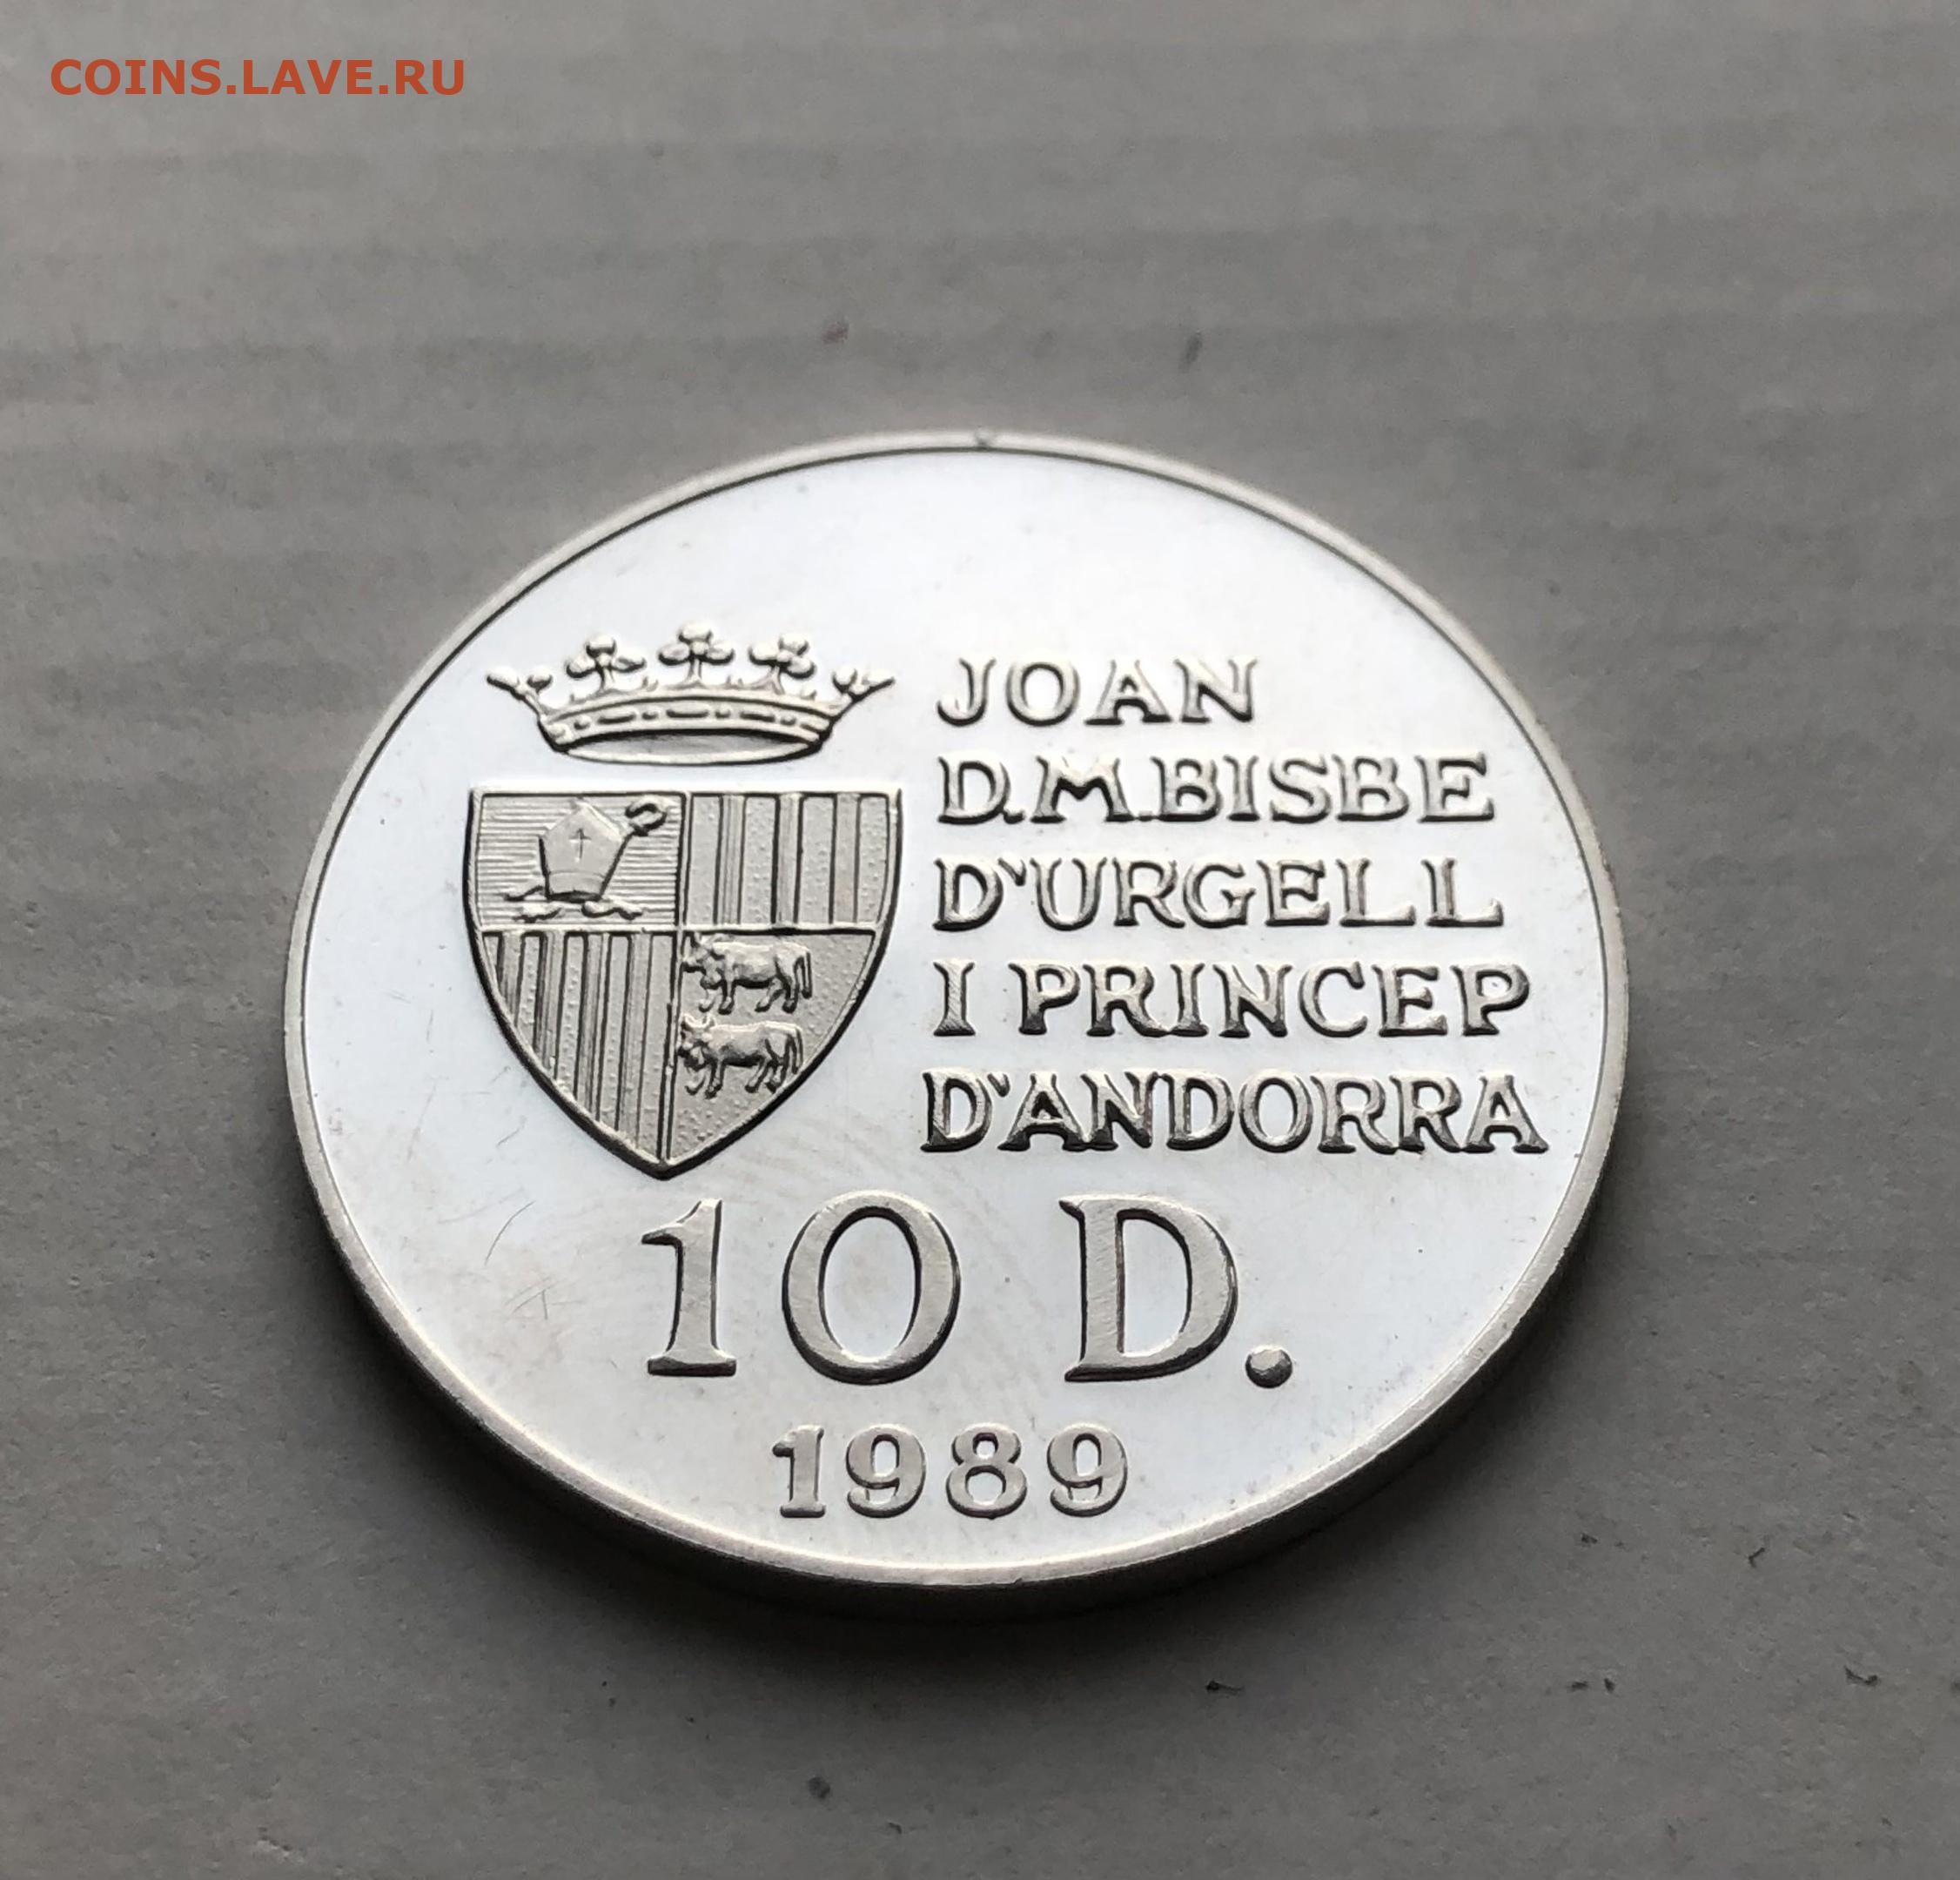 COINS.LAVE.RU
JOAN
D.M.BISBE
D'URGELL
I PRINCEP
D'ANDORRA
10 D.
1989